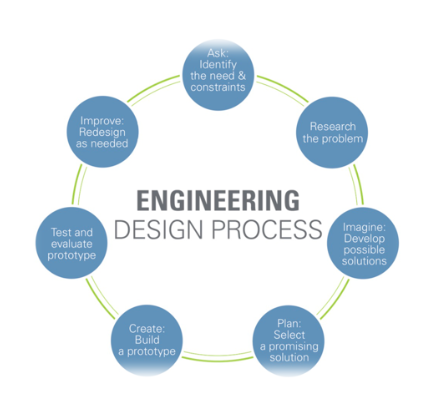 Ask:
Identify
the need &
constraints
Research
the problem
Imagine:
Develop
possible
solutions
Plan:
Select
a promising
solution
Create:
Build
a prototype
Test and
evaluate
prototype
Improve:
Redesign
as needed
ENGINEERING
DESIGN PROCESS